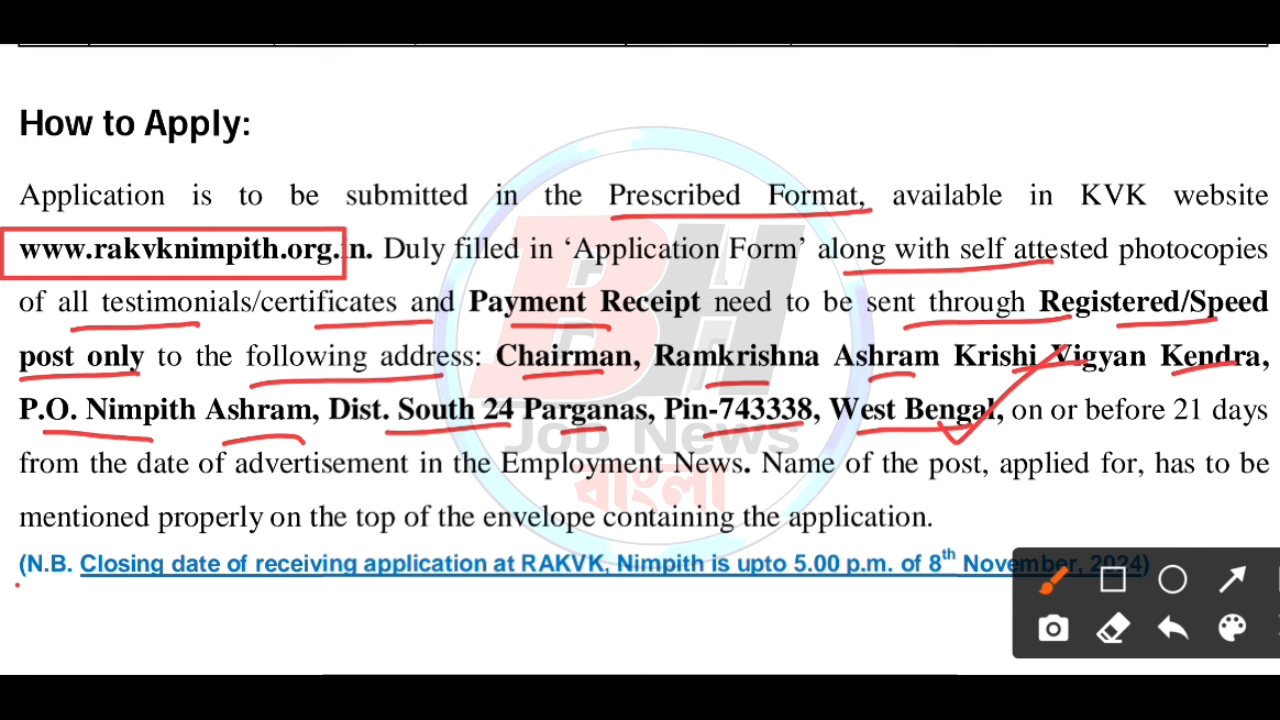 How to Apply:
Application is to be submitted in the Prescribed Format, available in KVK website
www.rakvknimpith.org.in. Duly filled in ‘Application Form’ along with self attested photocopies
of all testimonials/certificates and Payment Receipt need to be sent through Registered/Speed
post only to the following address: Chairman, Ramkrishna Ashram Krishi Vigyan Kendra,
P.O. Nimpith Ashram, Dist. South 24 Parganas, Pin-743338, West Bengal, on or before 21 days
from the date of advertisement in the Employment News. Name of the post, applied for, has to be
mentioned properly on the top of the envelope containing the application.
(N.B. Closing date of receiving application at RAKVK, Nimpith is upto 5.00 p.m. of 8th November, 2024)
BH
Job News
বাংলা